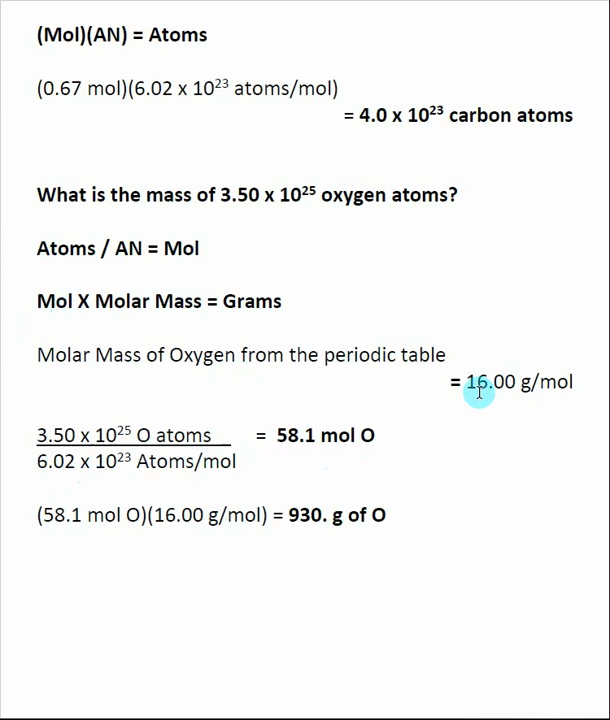 (Mol)(AN) = Atoms
(0.67 mol)(6.02 x 10²³ atoms/mol)
= 4.0 x 10²³ carbon atoms
What is the mass of 3.50 x 10²⁵ oxygen atoms?
Atoms / AN = Mol
Mol X Molar Mass = Grams
Molar Mass of Oxygen from the periodic table
= 16.00 g/mol
3.50 x 10²⁵ O atoms = 58.1 mol O
6.02 x 10²³ Atoms/mol
(58.1 mol O)(16.00 g/mol) = 930. g of O